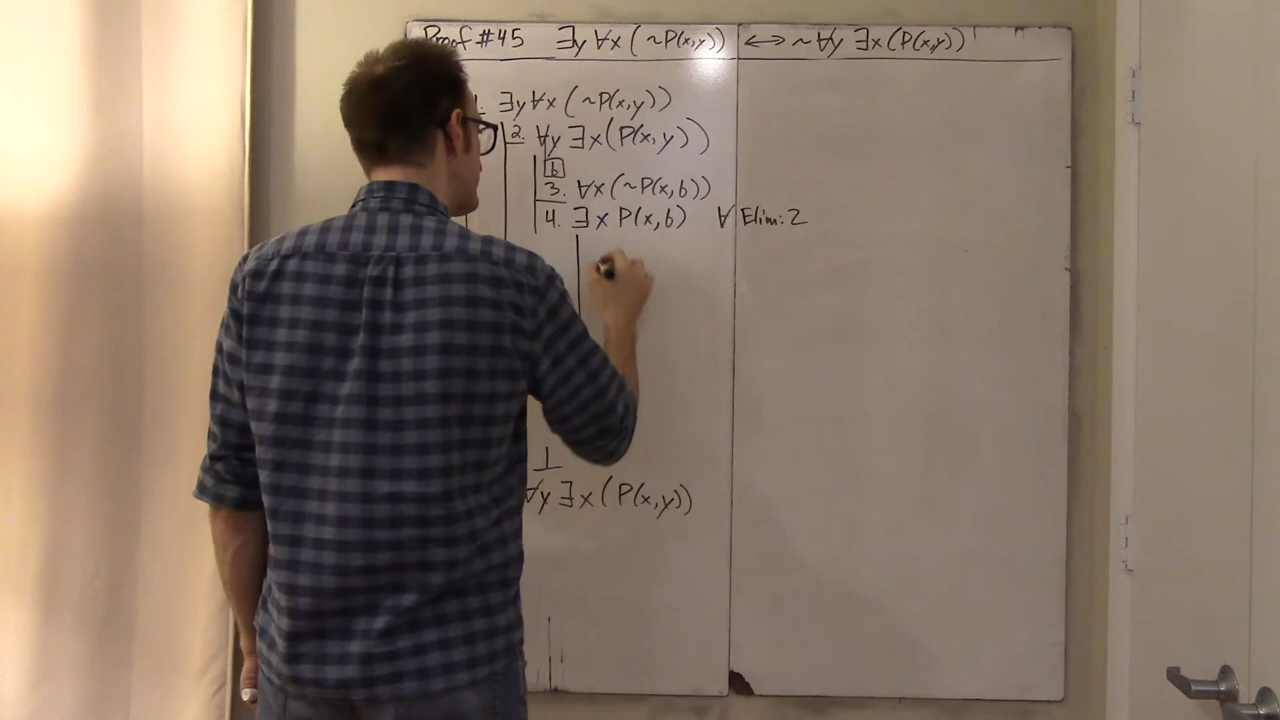 Proof #45 ∃y ∀x (~P(x,y)) ↔ ~∀y ∃x(P(x,y))
1. ∃y∀x (~P(x,y))
2. ∀y ∃x(P(x,y))
b
3. ∀x(~P(x,b))
4. ∃x P(x,b) ∀ Elim: 2
⊥
∀y ∃x(P(x,y))